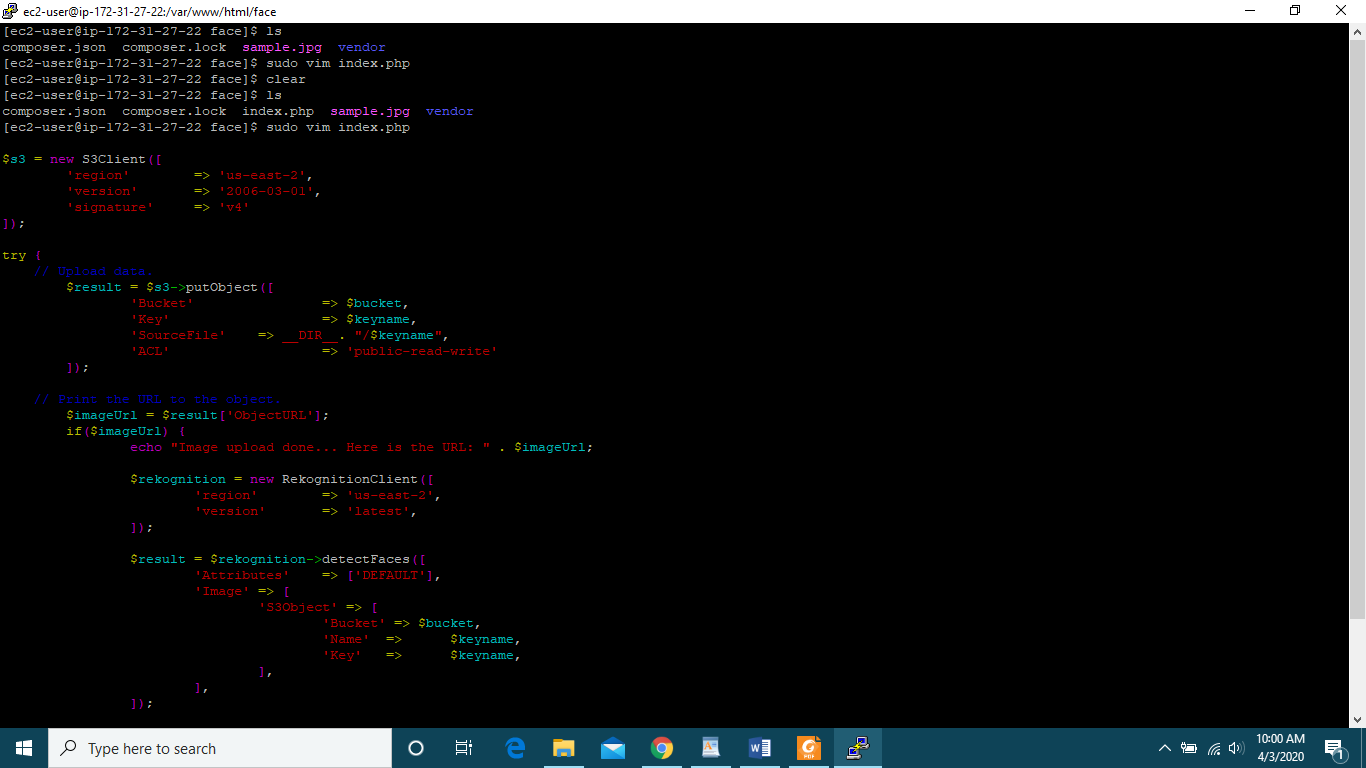 ec2-user@ip-172-31-27-22:/var/www/html/face
[ec2-user@ip-172-31-27-22 face]$ ls
composer.json  composer.lock  sample.jpg  vendor
[ec2-user@ip-172-31-27-22 face]$ sudo vim index.php
[ec2-user@ip-172-31-27-22 face]$ clear
[ec2-user@ip-172-31-27-22 face]$ ls
composer.json  composer.lock  index.php  sample.jpg  vendor
[ec2-user@ip-172-31-27-22 face]$ sudo vim index.php
$s3 = new S3Client([
        'region'        => 'us-east-2',
        'version'       => '2006-03-01',
        'signature'     => 'v4'
]);
try {
    // Upload data.
        $result = $s3->putObject([
                'Bucket'                => $bucket,
                'Key'                   => $keyname,
                'SourceFile'    => __DIR__. "/$keyname",
                'ACL'                   => 'public-read-write'
        ]);
    // Print the URL to the object.
        $imageUrl = $result['ObjectURL'];
        if($imageUrl) {
                echo "Image upload done... Here is the URL: " . $imageUrl;
                $rekognition = new RekognitionClient([
                        'region'        => 'us-east-2',
                        'version'       => 'latest',
                ]);
                $result = $rekognition->detectFaces([
                        'Attributes'    => ['DEFAULT'],
                        'Image' => [
                                'S3Object' => [
                                        'Bucket' => $bucket,
                                        'Name'  =>      $keyname,
                                        'Key'   =>      $keyname,
                                ],
                        ],
                ]);
Type here to search
10:00 AM
4/3/2020
1